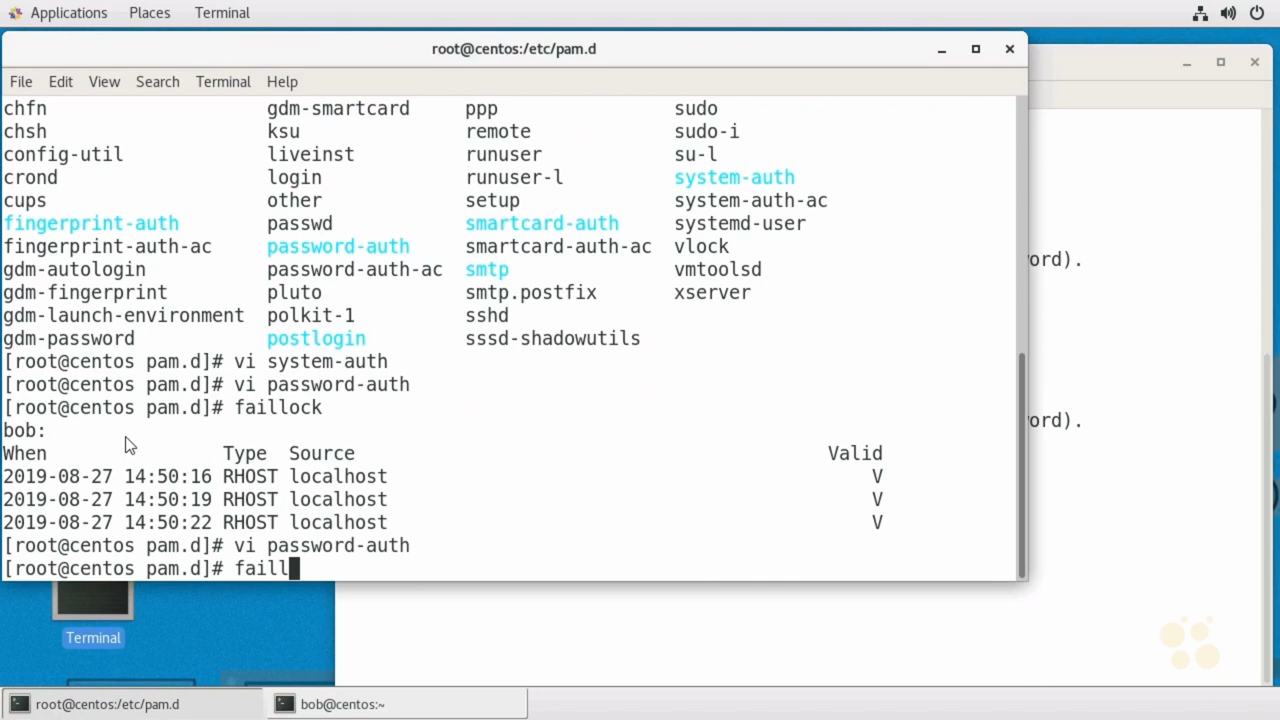 Applications Places Terminal
root@centos:/etc/pam.d
File Edit View Search Terminal Help
chfn gdm-smartcard ppp sudo
chsh ksu remote sudo-i
config-util liveinst runuser su-l
crond login runuser-l system-auth
cups other setup system-auth-ac
fingerprint-auth passwd smartcard-auth systemd-user
fingerprint-auth-ac password-auth smartcard-auth-ac vlock
gdm-autologin password-auth-ac smtp vmtoolsd
gdm-fingerprint pluto smtp.postfix xserver
gdm-launch-environment polkit-1 sshd
gdm-password postlogin sssd-shadowutils
[root@centos pam.d]# vi system-auth
[root@centos pam.d]# vi password-auth
[root@centos pam.d]# faillock
bob:
When Type Source Valid
2019-08-27 14:50:16 RHOST localhost V
2019-08-27 14:50:19 RHOST localhost V
2019-08-27 14:50:22 RHOST localhost V
[root@centos pam.d]# vi password-auth
[root@centos pam.d]# faill
ord).
ord).
Terminal
root@centos:/etc/pam.d
bob@centos:~